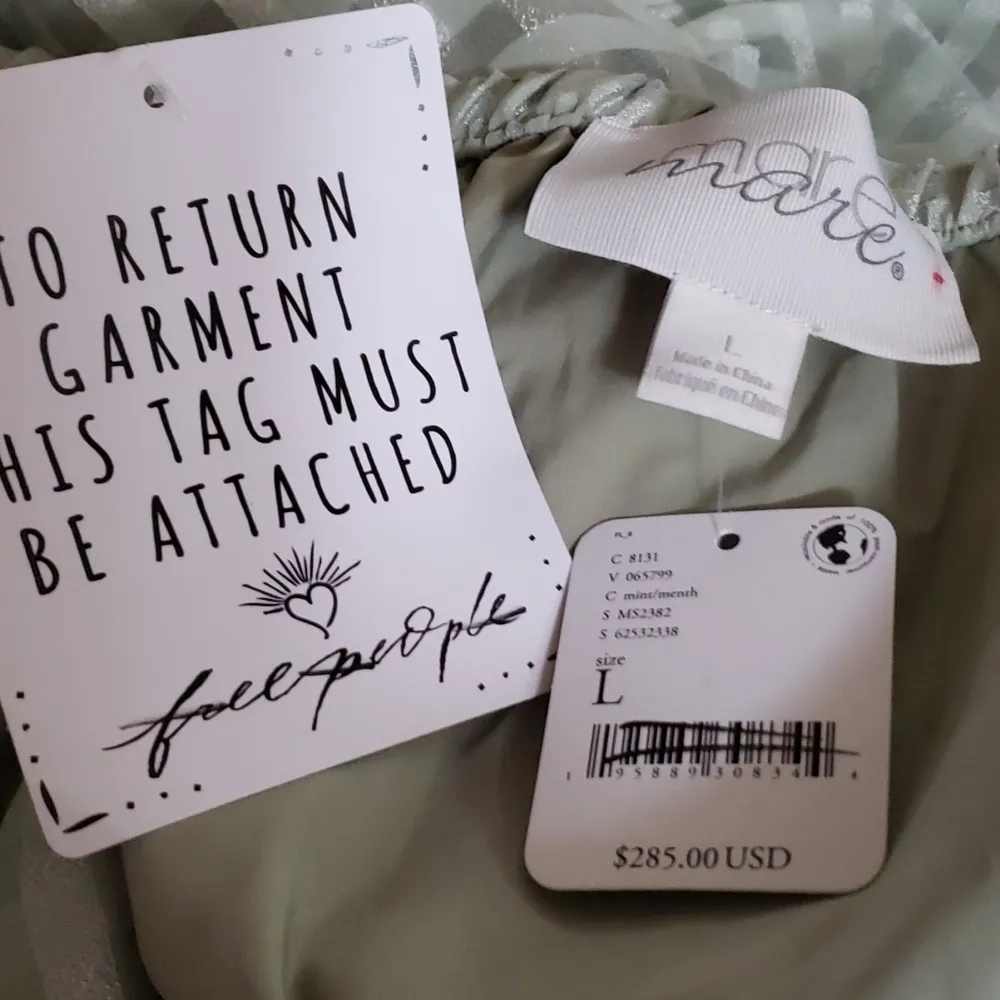 TO RETURN
GARMENT
HIS TAG MUST
BE ATTACHED
free people
mare
mare®
L
Made in China
Fabriqué en Chine
C 8131
V 065799
C mint/menth
S MS2382
S 62532338
size
L
1 95889 30834 4
$285.00 USD